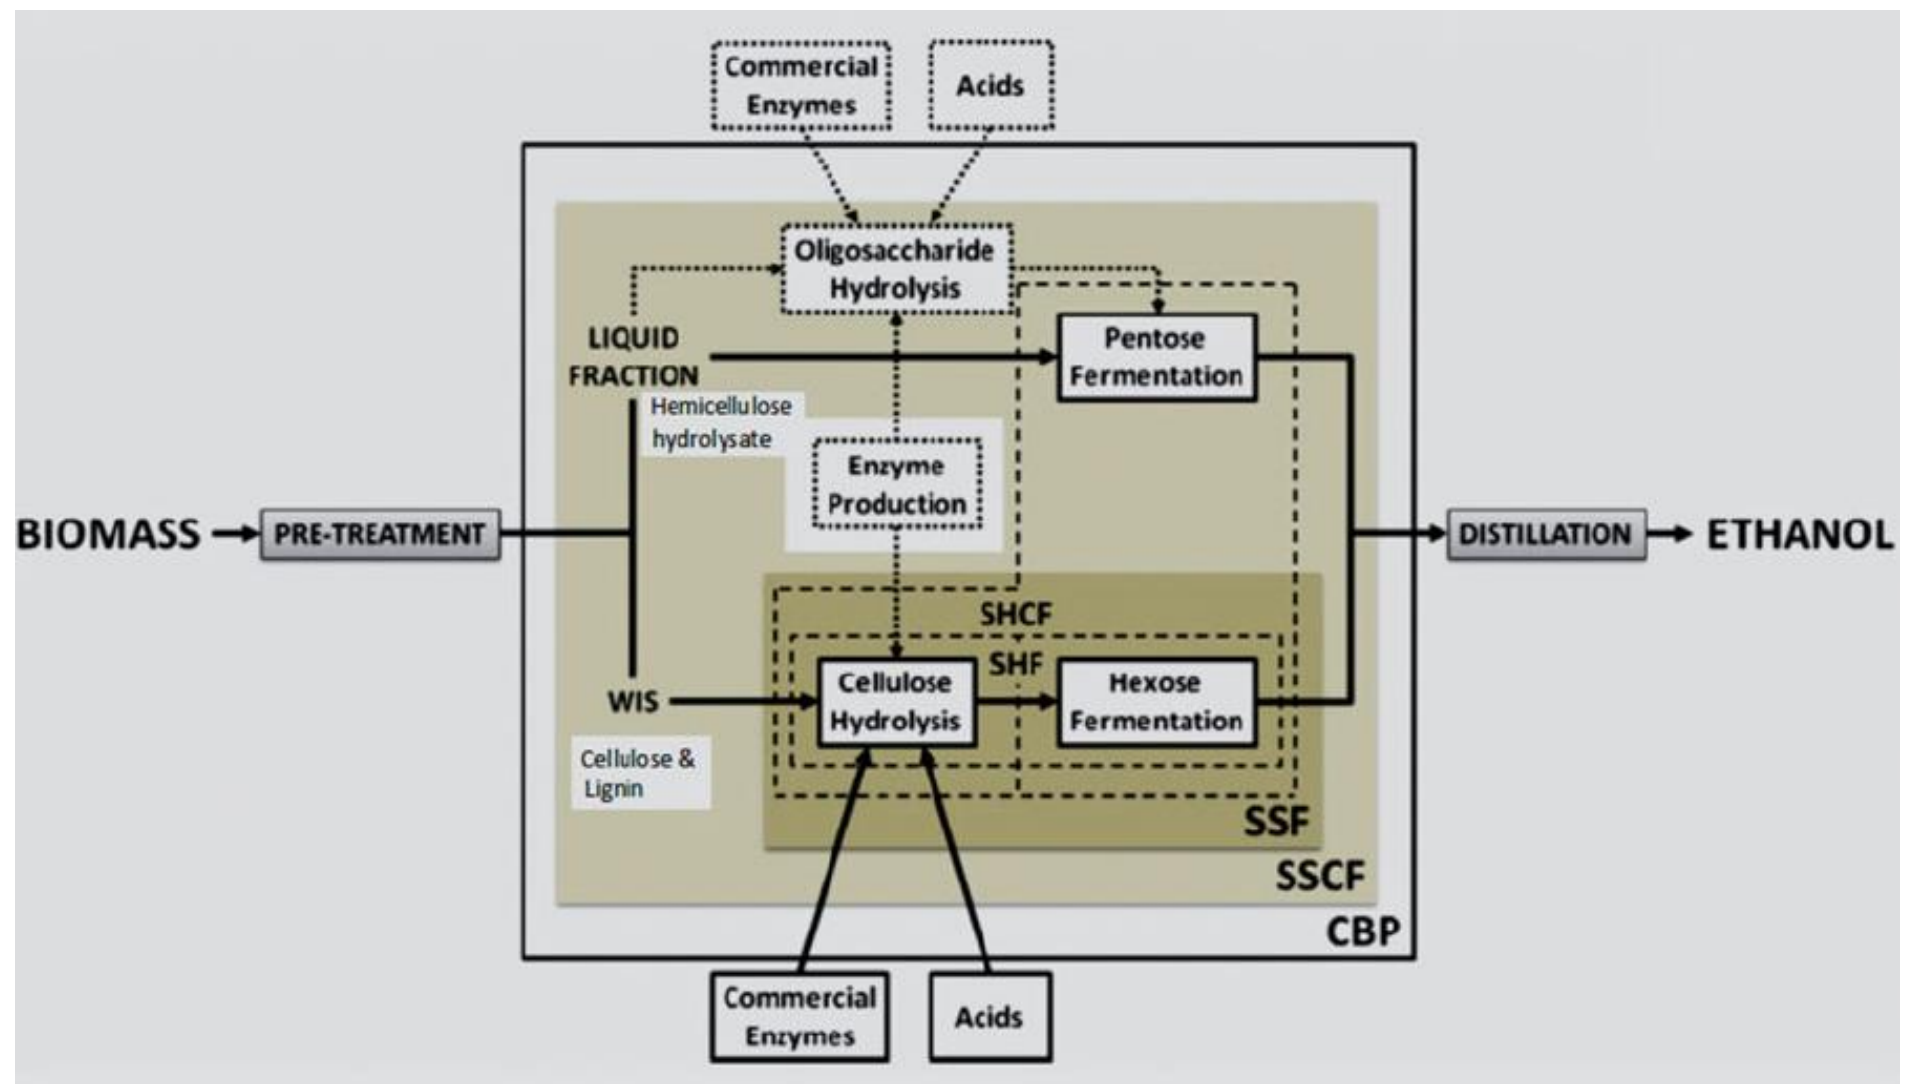 Commercial
Enzymes
Acids
Oligosaccharide
Hydrolysis
LIQUID
FRACTION
Pentose
Fermentation
Hemicellulose
hydrolysate
Enzyme
Production
BIOMASS
PRE-TREATMENT
DISTILLATION
ETHANOL
SHCF
SHF
WIS
Cellulose
Hydrolysis
Hexose
Fermentation
Cellulose &
Lignin
SSF
SSCF
CBP
Commercial
Enzymes
Acids